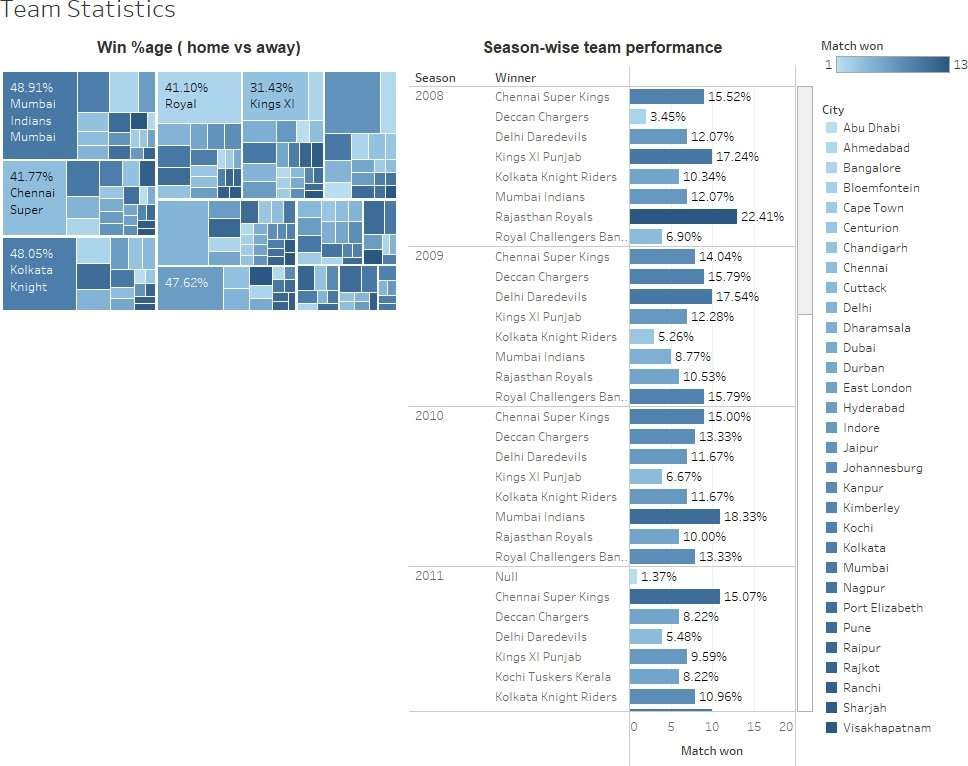 Team Statistics
Win %age ( home vs away)
48.91%
Mumbai
Indians
Mumbai
41.10%
Royal
31.43%
Kings XI
41.77%
Chennai
Super
48.05%
Kolkata
Knight
47.62%
Season-wise team performance
Season Winner
2008 Chennai Super Kings 15.52%
Deccan Chargers 3.45%
Delhi Daredevils 12.07%
Kings XI Punjab 17.24%
Kolkata Knight Riders 10.34%
Mumbai Indians 12.07%
Rajasthan Royals 22.41%
Royal Challengers Ban.. 6.90%
2009 Chennai Super Kings 14.04%
Deccan Chargers 15.79%
Delhi Daredevils 17.54%
Kings XI Punjab 12.28%
Kolkata Knight Riders 5.26%
Mumbai Indians 8.77%
Rajasthan Royals 10.53%
Royal Challengers Ban.. 15.79%
2010 Chennai Super Kings 15.00%
Deccan Chargers 13.33%
Delhi Daredevils 11.67%
Kings XI Punjab 6.67%
Kolkata Knight Riders 11.67%
Mumbai Indians 18.33%
Rajasthan Royals 10.00%
Royal Challengers Ban.. 13.33%
2011 Null 1.37%
Chennai Super Kings 15.07%
Deccan Chargers 8.22%
Delhi Daredevils 5.48%
Kings XI Punjab 9.59%
Kochi Tuskers Kerala 8.22%
Kolkata Knight Riders 10.96%
0 5 10 15 20
Match won
Match won
1 13
City
Abu Dhabi
Ahmedabad
Bangalore
Bloemfontein
Cape Town
Centurion
Chandigarh
Chennai
Cuttack
Delhi
Dharamsala
Dubai
Durban
East London
Hyderabad
Indore
Jaipur
Johannesburg
Kanpur
Kimberley
Kochi
Kolkata
Mumbai
Nagpur
Port Elizabeth
Pune
Raipur
Rajkot
Ranchi
Sharjah
Visakhapatnam